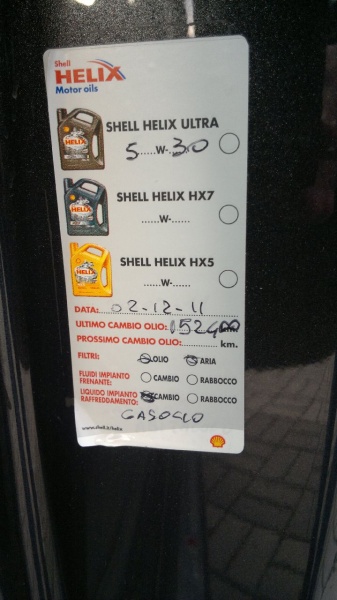 Shell
HELIX
Motor oils
SHELL HELIX ULTRA
5.....W-.30
SHELL HELIX HX7
......W-......
SHELL HELIX HX5
......W-......
DATA: 02-12-11
ULTIMO CAMBIO OLIO: 152400 km.
PROSSIMO CAMBIO OLIO:........... km.
FILTRI: OLIO ARIA
FLUIDI IMPIANTO FRENANTE: CAMBIO RABBOCCO
LIQUIDO IMPIANTO RAFFREDDAMENTO: CAMBIO RABBOCCO
GASOLIO
www.shell.it/helix